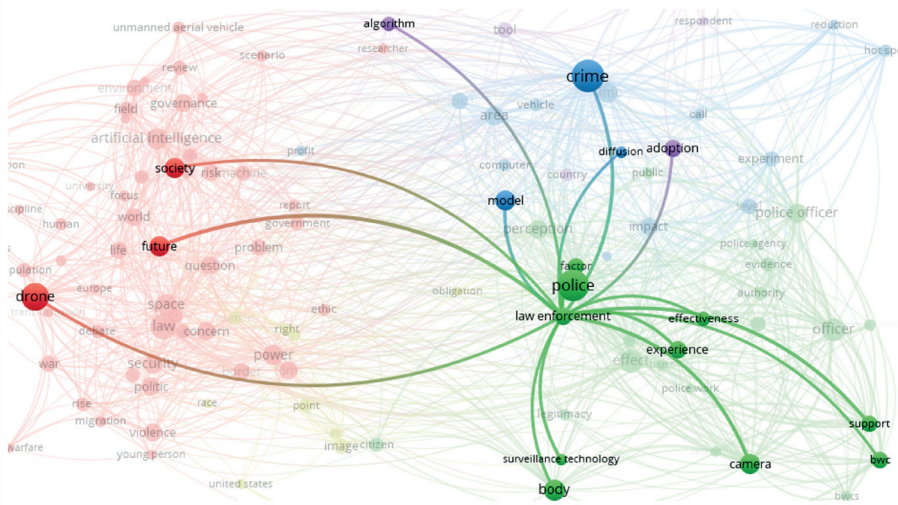 algorithm
unmanned aerial vehicle
tool
respondent
reduction
researcher
scenario
review
crime
environment
field
governance
vehicle
area
call
artificial intelligence
profit
diffusion
adoption
society
risk
machine
computer
country
public
experiment
university
focus
report
model
level
police officer
human
world
government
perception
impact
life
future
question
problem
factor
police agency
evidence
drone
europe
space
obligation
police
authority
law enforcement
effectiveness
debate
law
concern
ethic
right
experience
officer
war
security
power
border
police work
politic
rise
race
point
legitimacy
migration
support
violence
image
citizen
warfare
young person
surveillance technology
camera
bwc
united states
body
bwcs